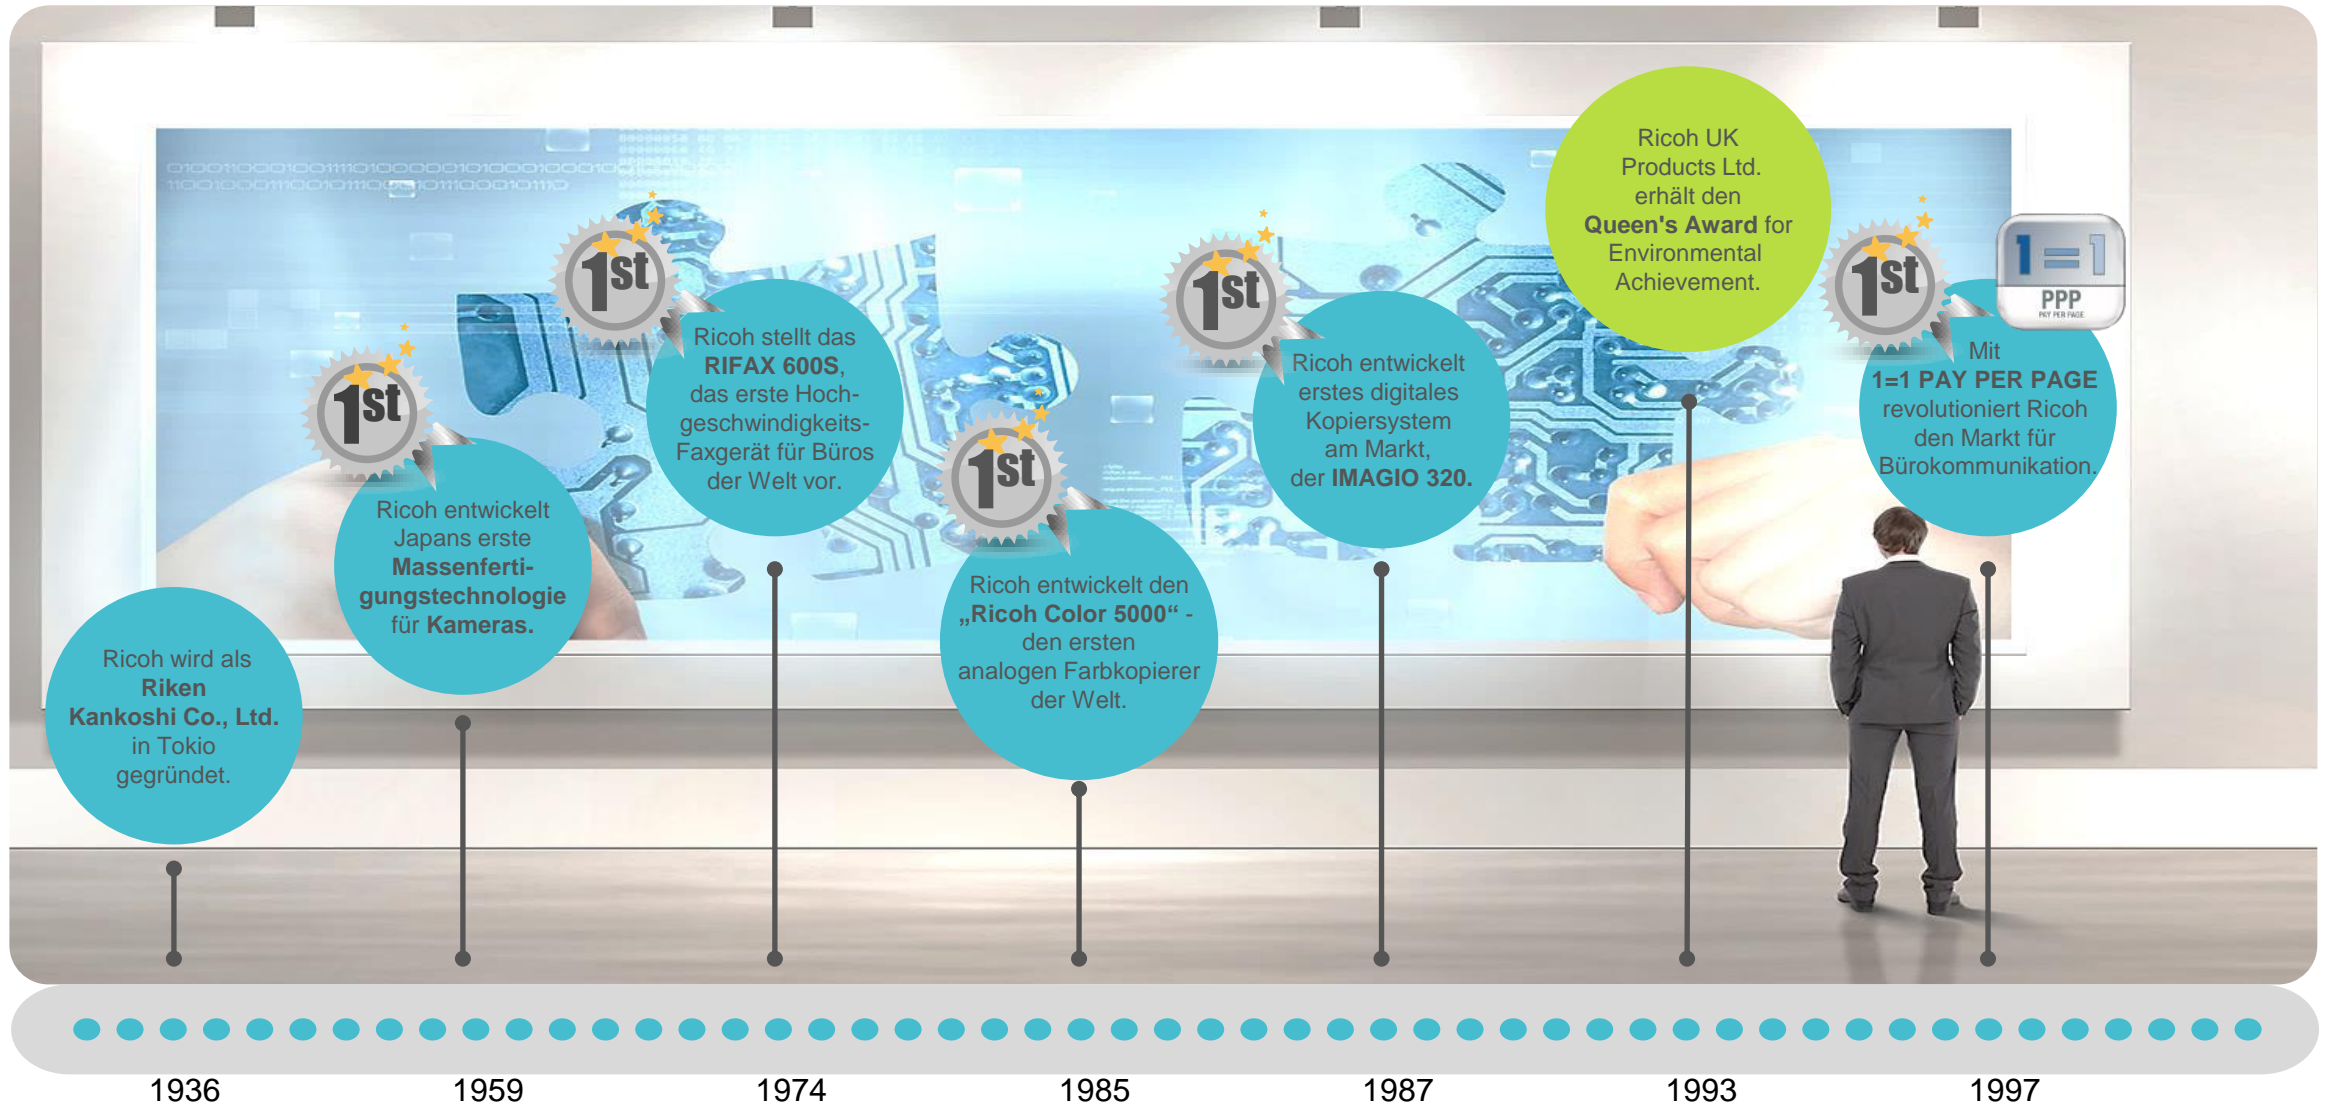 Ricoh wird als
Riken
Kankoshi Co., Ltd.
in Tokio
gegründet.
1st
Ricoh entwickelt
Japans erste
Massenferti-
gungstechnologie
für Kameras.
1st
Ricoh stellt das
RIFAX 600S,
das erste Hoch-
geschwindigkeits-
Faxgerät für Büros
der Welt vor.
1st
Ricoh entwickelt den
„Ricoh Color 5000“ -
den ersten
analogen Farbkopierer
der Welt.
1st
Ricoh entwickelt
erstes digitales
Kopiersystem
am Markt,
der IMAGIO 320.
Ricoh UK
Products Ltd.
erhält den
Queen's Award for
Environmental
Achievement.
1st
1=1
PPP
PAY PER PAGE
Mit
1=1 PAY PER PAGE
revolutioniert Ricoh
den Markt für
Bürokommunikation.
1936
1959
1974
1985
1987
1993
1997